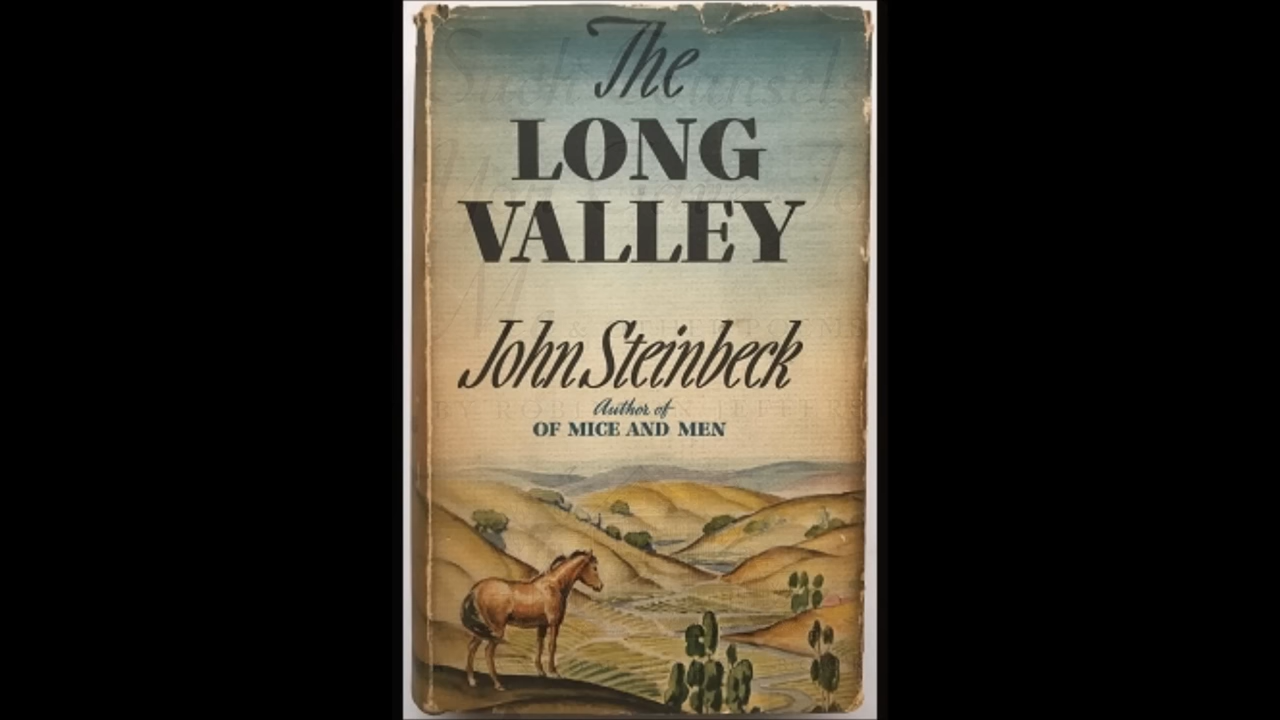 The
LONG
VALLEY
John Steinbeck
Author of
OF MICE AND MEN